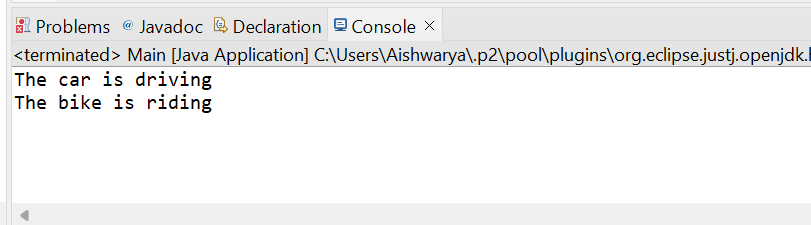 Problems Javadoc Declaration Console
<terminated> Main [Java Application] C:\Users\Aishwarya\.p2\pool\plugins\org.eclipse.justj.openjdk.
The car is driving
The bike is riding